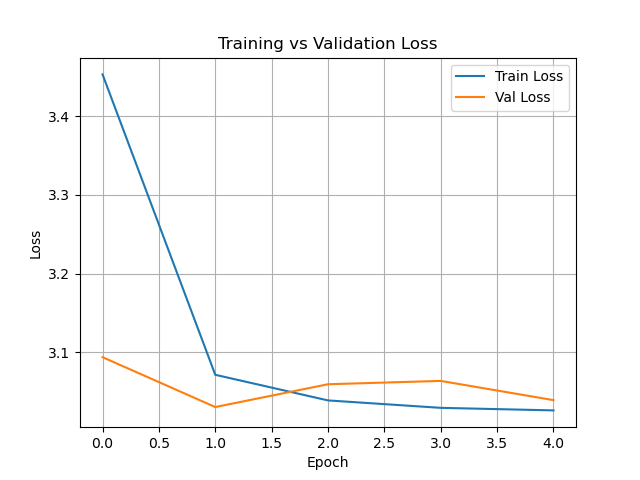 Training vs Validation Loss
Train Loss
Val Loss
3.4
3.3
3.2
3.1
Loss
0.0 0.5 1.0 1.5 2.0 2.5 3.0 3.5 4.0
Epoch